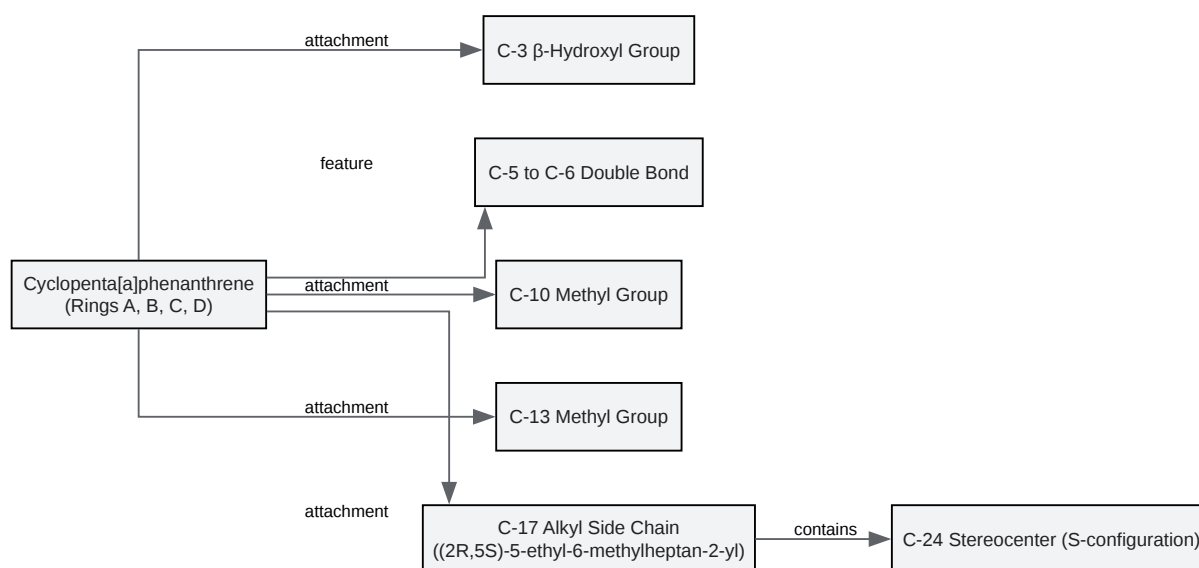 attachment
C-3 β-Hydroxyl Group
feature
C-5 to C-6 Double Bond
Cyclopenta[a]phenanthrene
(Rings A, B, C, D)
attachment
C-10 Methyl Group
attachment
C-13 Methyl Group
attachment
C-17 Alkyl Side Chain
((2R,5S)-5-ethyl-6-methylheptan-2-yl)
contains
C-24 Stereocenter (S-configuration)